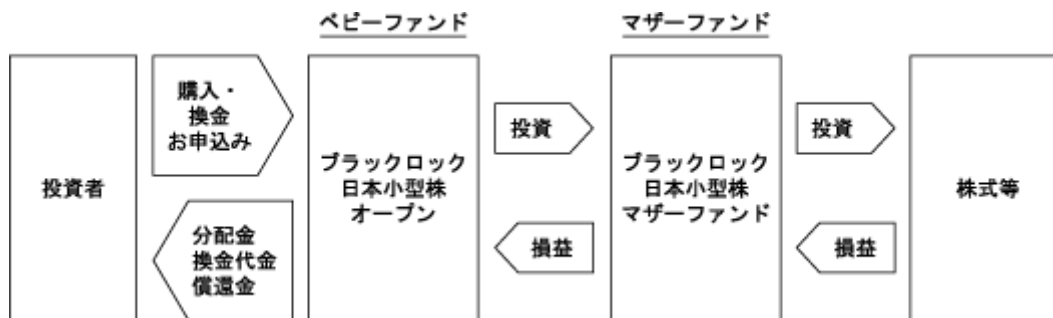 ベビーファンド
マザーファンド
投資者
購入・
換金
お申込み
分配金
換金代金
償還金
ブラックロック
日本小型株
オープン
投資
損益
ブラックロック
日本小型株
マザーファンド
投資
損益
株式等